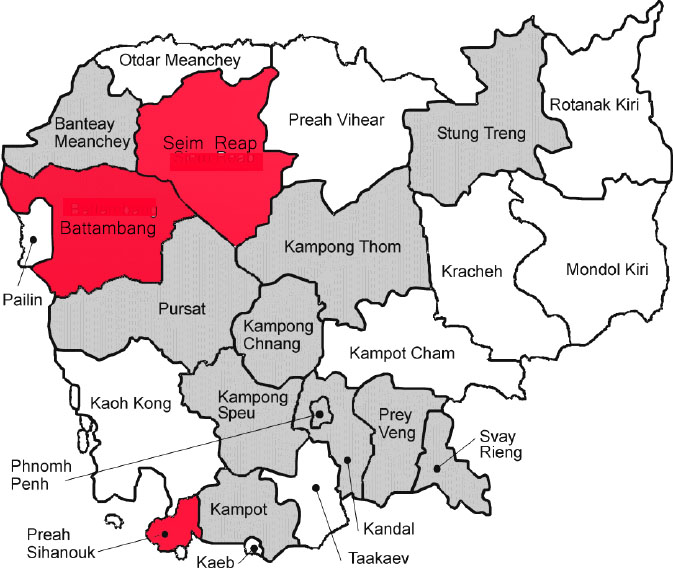 Otdar Meanchey
Rotanak Kiri
Preah Vihear
Banteay
Meanchey
Stung Treng
Seim Reap
Battambang
Kampong Thom
Kracheh
Mondol Kiri
Pailin
Pursat
Kampong
Chnang
Kampot Cham
Kaoh Kong
Kampong
Speu
Prey
Veng
Svay
Rieng
Phnomh
Penh
Kampot
Kandal
Preah
Sihanouk
Kaeb
Taakaev